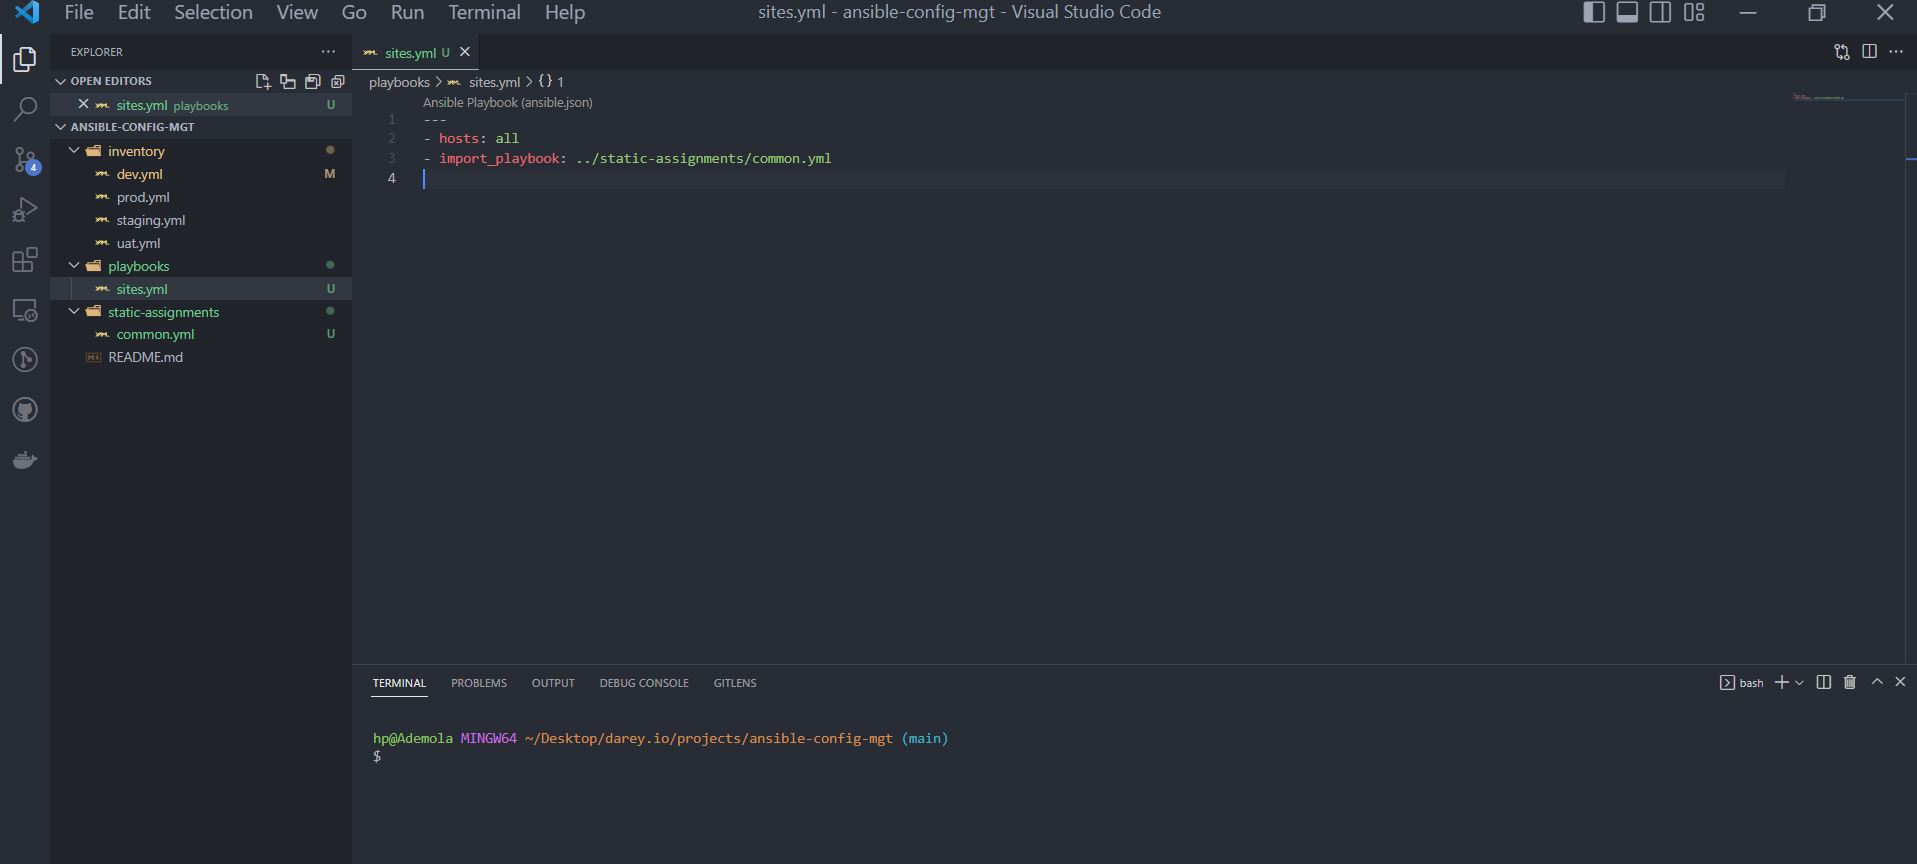 File Edit Selection View Go Run Terminal Help
sites.yml - ansible-config-mgt - Visual Studio Code
EXPLORER
OPEN EDITORS
sites.yml playbooks U
ANSIBLE-CONFIG-MGT
inventory
dev.yml M
prod.yml
staging.yml
uat.yml
playbooks
sites.yml U
static-assignments
common.yml U
README.md
4
sites.yml U
playbooks > sites.yml > {} 1
Ansible Playbook (ansible.json)
1 ---
2 - hosts: all
3 - import_playbook: ../static-assignments/common.yml
4
TERMINAL PROBLEMS OUTPUT DEBUG CONSOLE GITLENS
bash
hp@Ademola MINGW64 ~/Desktop/darey.io/projects/ansible-config-mgt (main)
$